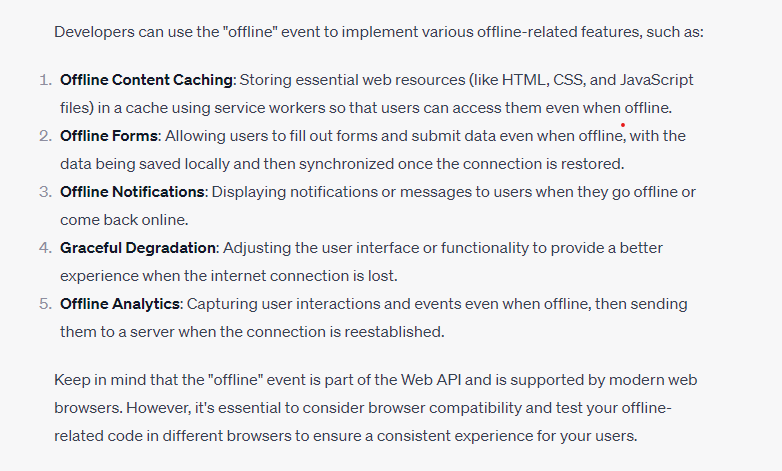 Developers can use the "offline" event to implement various offline-related features, such as:
1. Offline Content Caching: Storing essential web resources (like HTML, CSS, and JavaScript
files) in a cache using service workers so that users can access them even when offline.
2. Offline Forms: Allowing users to fill out forms and submit data even when offline, with the
data being saved locally and then synchronized once the connection is restored.
3. Offline Notifications: Displaying notifications or messages to users when they go offline or
come back online.
4. Graceful Degradation: Adjusting the user interface or functionality to provide a better
experience when the internet connection is lost.
5. Offline Analytics: Capturing user interactions and events even when offline, then sending
them to a server when the connection is reestablished.
Keep in mind that the "offline" event is part of the Web API and is supported by modern web
browsers. However, it's essential to consider browser compatibility and test your offline-
related code in different browsers to ensure a consistent experience for your users.